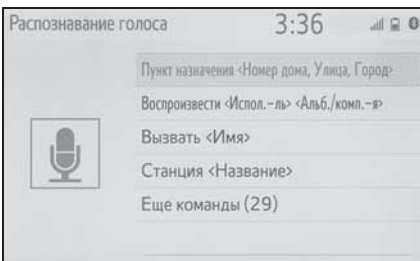 Распознавание голоса 3:36
Пункт назначения <Номер дома, Улица, Город>
Воспроизвести <Испол.-ль> <Альб./комп.-я>
Вызвать <Имя>
Станция <Название>
Еще команды (29)